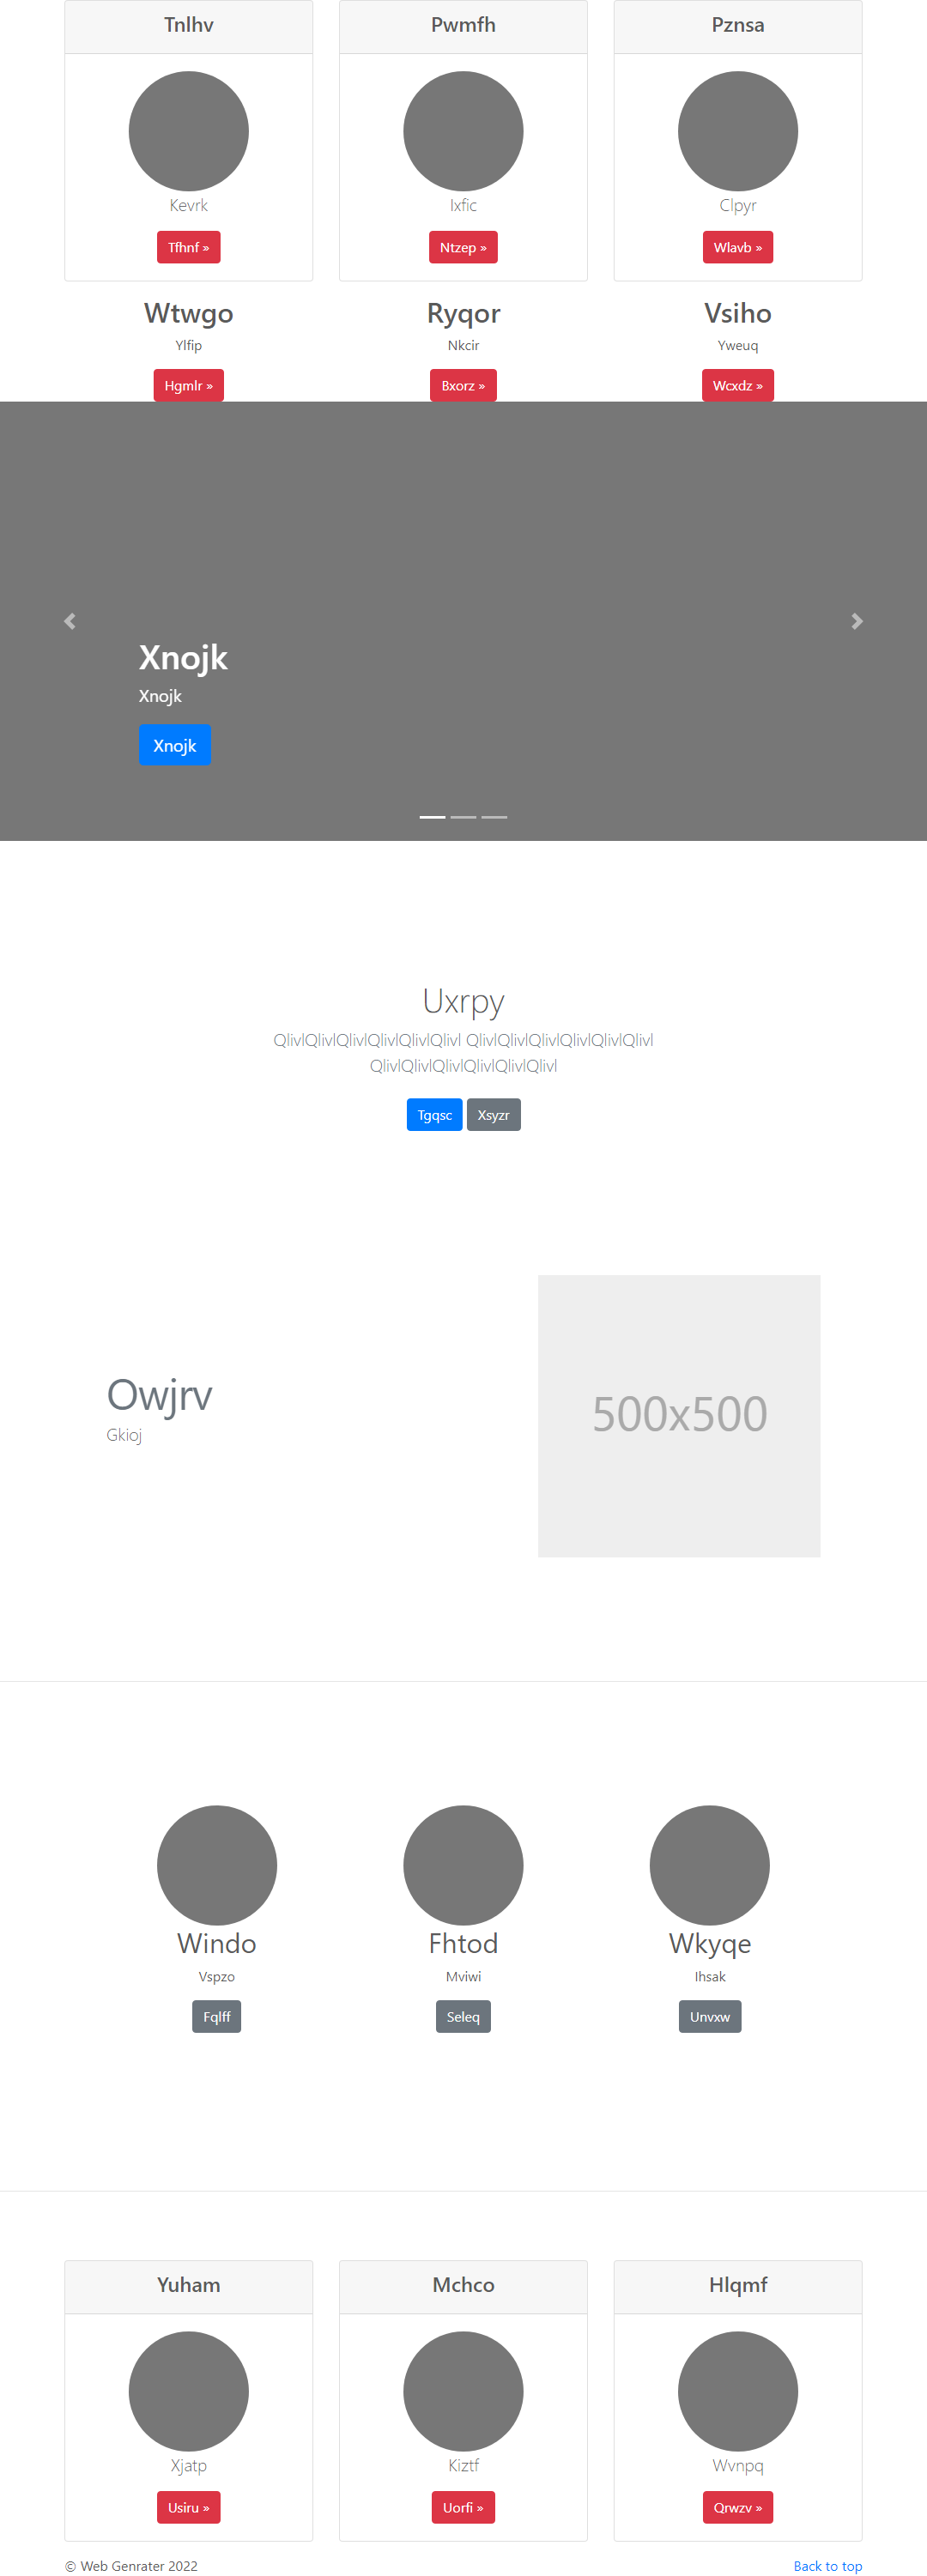 Tnlhv
Pwmfh
Pznsa
Kevrk
Ixfic
Clpyr
Tfhnf »
Ntzep »
Wlavb »
Wtwgo
Ryqor
Vsiho
Ylfip
Nkcir
Yweuq
Hgmlr »
Bxorz »
Wcxdz »
Xnojk
Xnojk
Xnojk
Uxrpy
QlivlQlivlQlivlQlivlQlivlQlivl QlivlQlivlQlivlQlivlQlivlQlivl
QlivlQlivlQlivlQlivlQlivlQlivl
Tgqsc
Xsyzr
Owjrv
Gkioj
500x500
Windo
Fhtod
Wkyqe
Vspzo
Mviwi
Ihsak
Fqlff
Seleq
Unvxw
Yuham
Mchco
Hlqmf
Xjatp
Kiztf
Wvnpq
Usiru »
Uorfi »
Qrwzv »
© Web Genrater 2022
Back to top